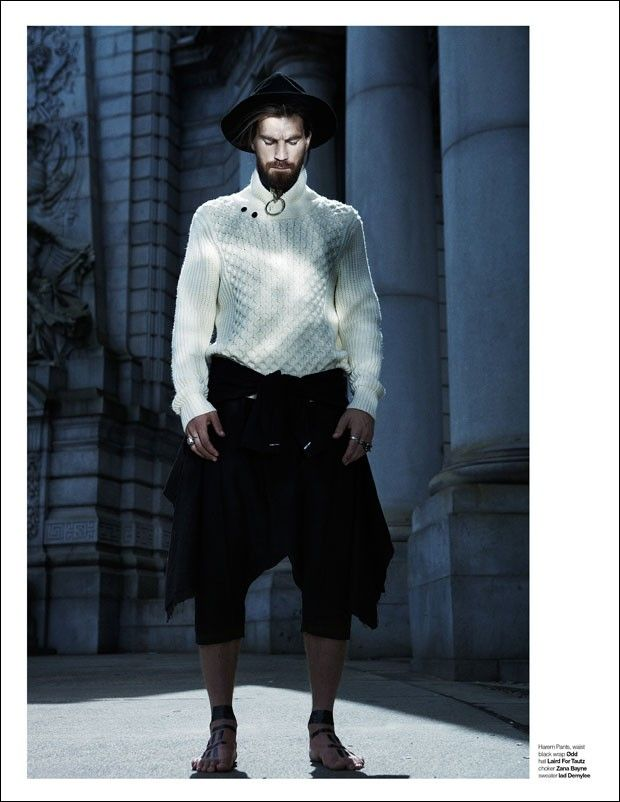 Harem Pants, waist
black wrap Ødd
hat Laird For Tautz
choker Zana Bayne
sweater Iad Demylee